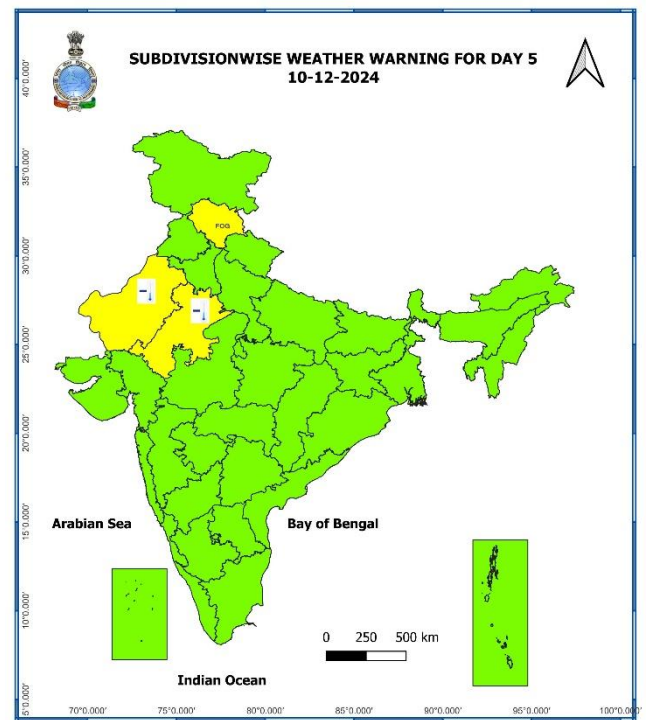 SUBDIVISIONWISE WEATHER WARNING FOR DAY 5
10-12-2024
40°0.000'
35°0.000'
30°0.000'
25°0.000'
20°0.000'
15°0.000'
10°0.000'
5°0.000'
FOG
Arabian Sea
Bay of Bengal
0 250 500 km
Indian Ocean
70°0.000' 75°0.000' 80°0.000' 85°0.000' 90°0.000' 95°0.000' 100°0.000'